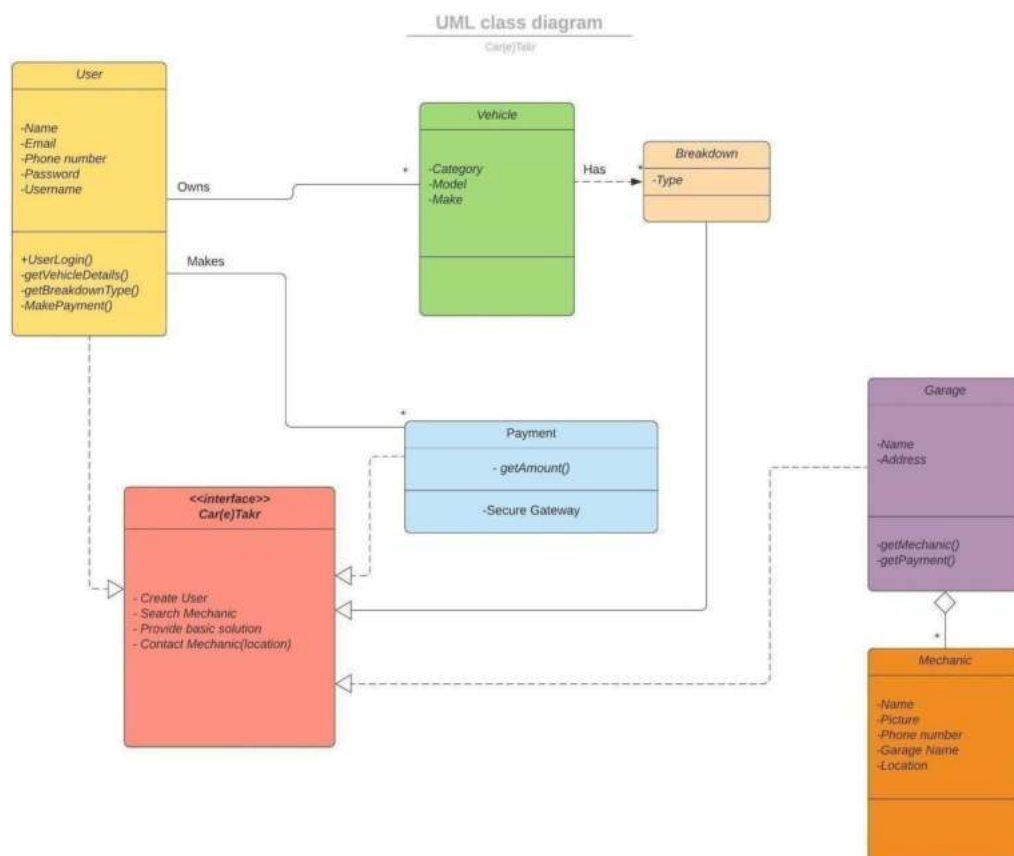 UML class diagram
Car(e)Takr
User
-Name
-Email
-Phone number
-Password
-Username
+UserLogin()
-getVehicleDetails()
-getBreakdownType()
-MakePayment()
Owns
*
Vehicle
-Category
-Model
-Make
Has
*
Breakdown
-Type
Makes
*
Payment
- getAmount()
-Secure Gateway
<<interface>>
Car(e)Takr
- Create User
- Search Mechanic
- Provide basic solution
- Contact Mechanic(location)
Garage
-Name
-Address
-getMechanic()
-getPayment()
*
Mechanic
-Name
-Picture
-Phone number
-Garage Name
-Location